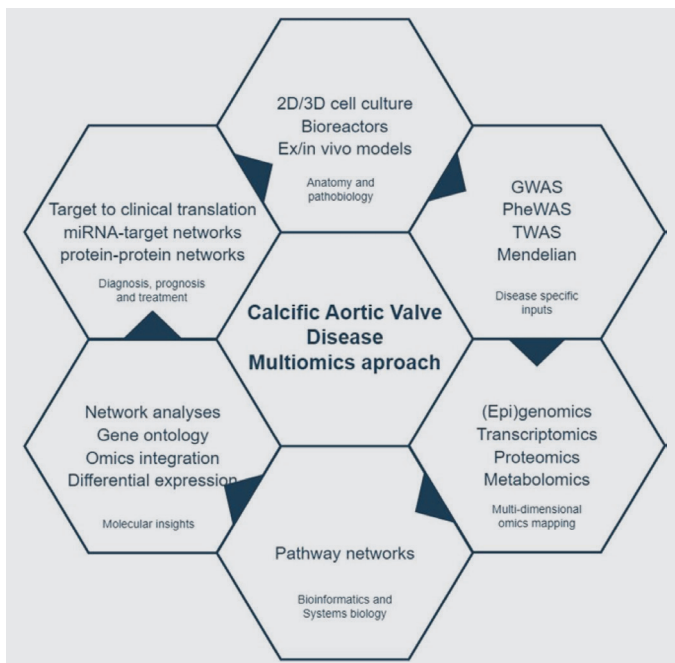 2D/3D cell culture
Bioreactors
Ex/in vivo models
Anatomy and
pathobiology
GWAS
PheWAS
TWAS
Mendelian
Disease specific
inputs
(Epi)genomics
Transcriptomics
Proteomics
Metabolomics
Multi-dimensional
omics mapping
Pathway networks
Bioinformatics and
Systems biology
Network analyses
Gene ontology
Omics integration
Differential expression
Molecular insights
Target to clinical translation
miRNA-target networks
protein-protein networks
Diagnosis, prognosis
and treatment
Calcific Aortic Valve
Disease
Multiomics aproach